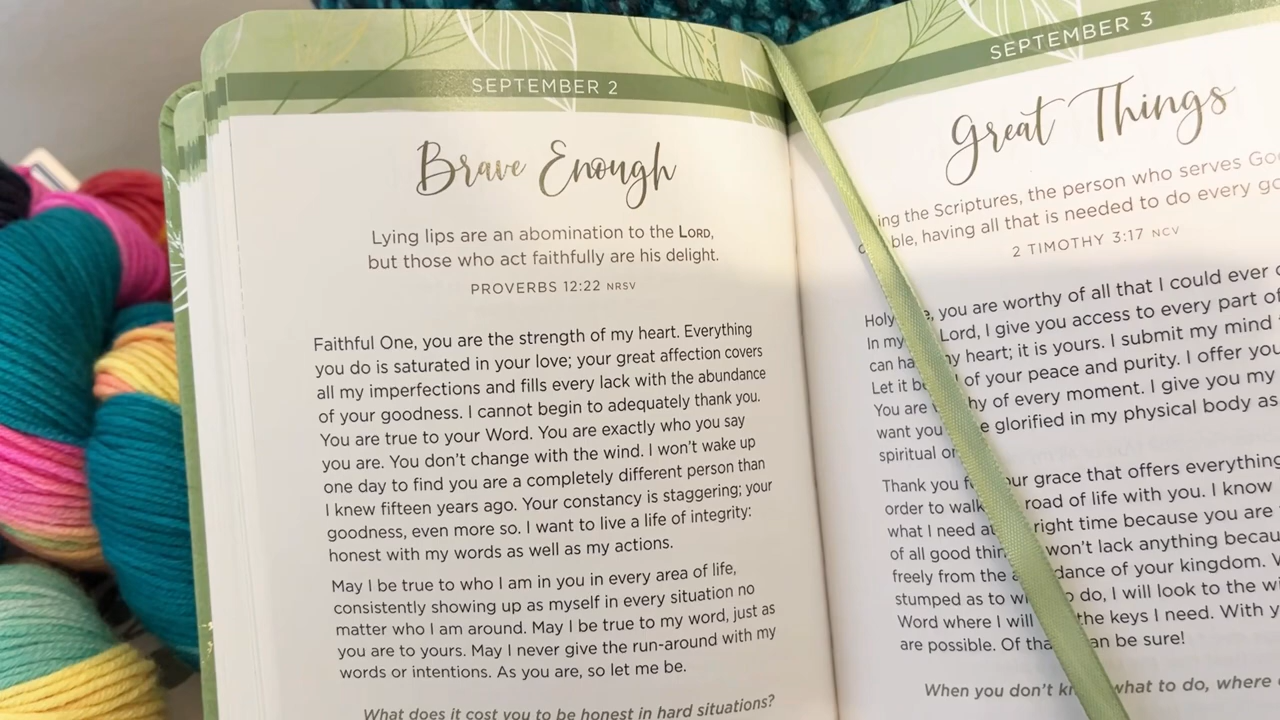 SEPTEMBER 2
Brave Enough
Lying lips are an abomination to the LORD,
but those who act faithfully are his delight.
PROVERBS 12:22 NRSV
Faithful One, you are the strength of my heart. Everything
you do is saturated in your love; your great affection covers
all my imperfections and fills every lack with the abundance
of your goodness. I cannot begin to adequately thank you.
You are true to your Word. You are exactly who you say
you are. You don't change with the wind. I won't wake up
one day to find you are a completely different person than
I knew fifteen years ago. Your constancy is staggering; your
goodness, even more so. I want to live a life of integrity:
honest with my words as well as my actions.
May I be true to who I am in you in every area of life,
consistently showing up as myself in every situation no
matter who I am around. May I be true to my word, just as
you are to yours. May I never give the run-around with my
words or intentions. As you are, so let me be.
What does it cost you to be honest in hard situations?
SEPTEMBER 3
Great Things
the Scriptures, the person who serves
having all that is needed to do every
2 TIMOTHY 3:17 NCV
you are worthy of all that I could ever
In my Lord, I give you access to every part of
can my heart; it is yours. I submit my mind
Let it of your peace and purity. I offer you
You are of every moment. I give you my
want you glorified in my physical body as
spiritual
Thank you your grace that offers everything
order to walk road of life with you. I know
what I need right time because you are
of all good won't lack anything
freely from the of your kingdom.
stumped as to do, I will look to the
Word where I will the keys I need. With
are possible. Of can be sure!
When you don't what to do, where